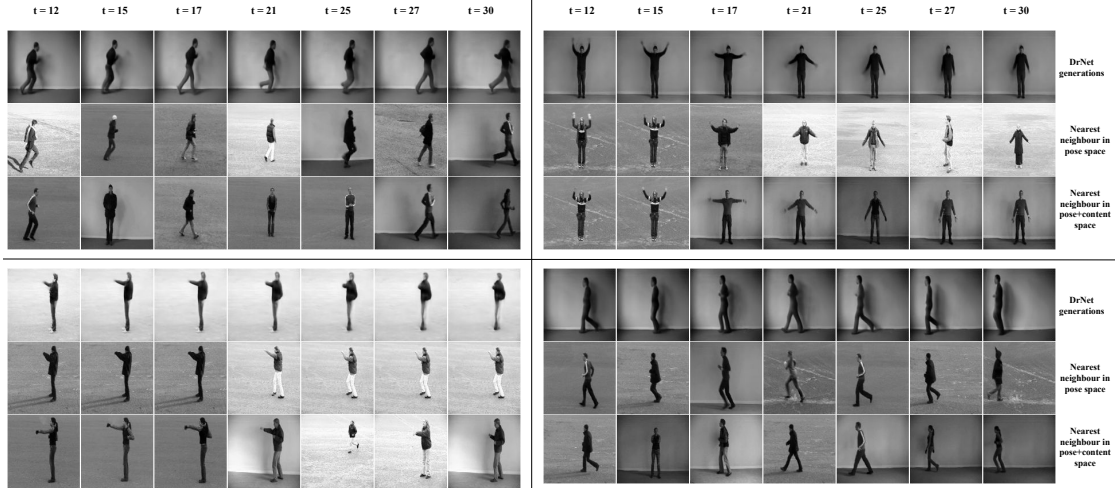 t = 12 t = 15 t = 17 t = 21 t = 25 t = 27 t = 30 t = 12 t = 15 t = 17 t = 21 t = 25 t = 27 t = 30
DrNet
generations
Nearest
neighbour in
pose space
Nearest
neighbour in
pose+content
space
DrNet
generations
Nearest
neighbour in
pose space
Nearest
neighbour in
pose+content
space